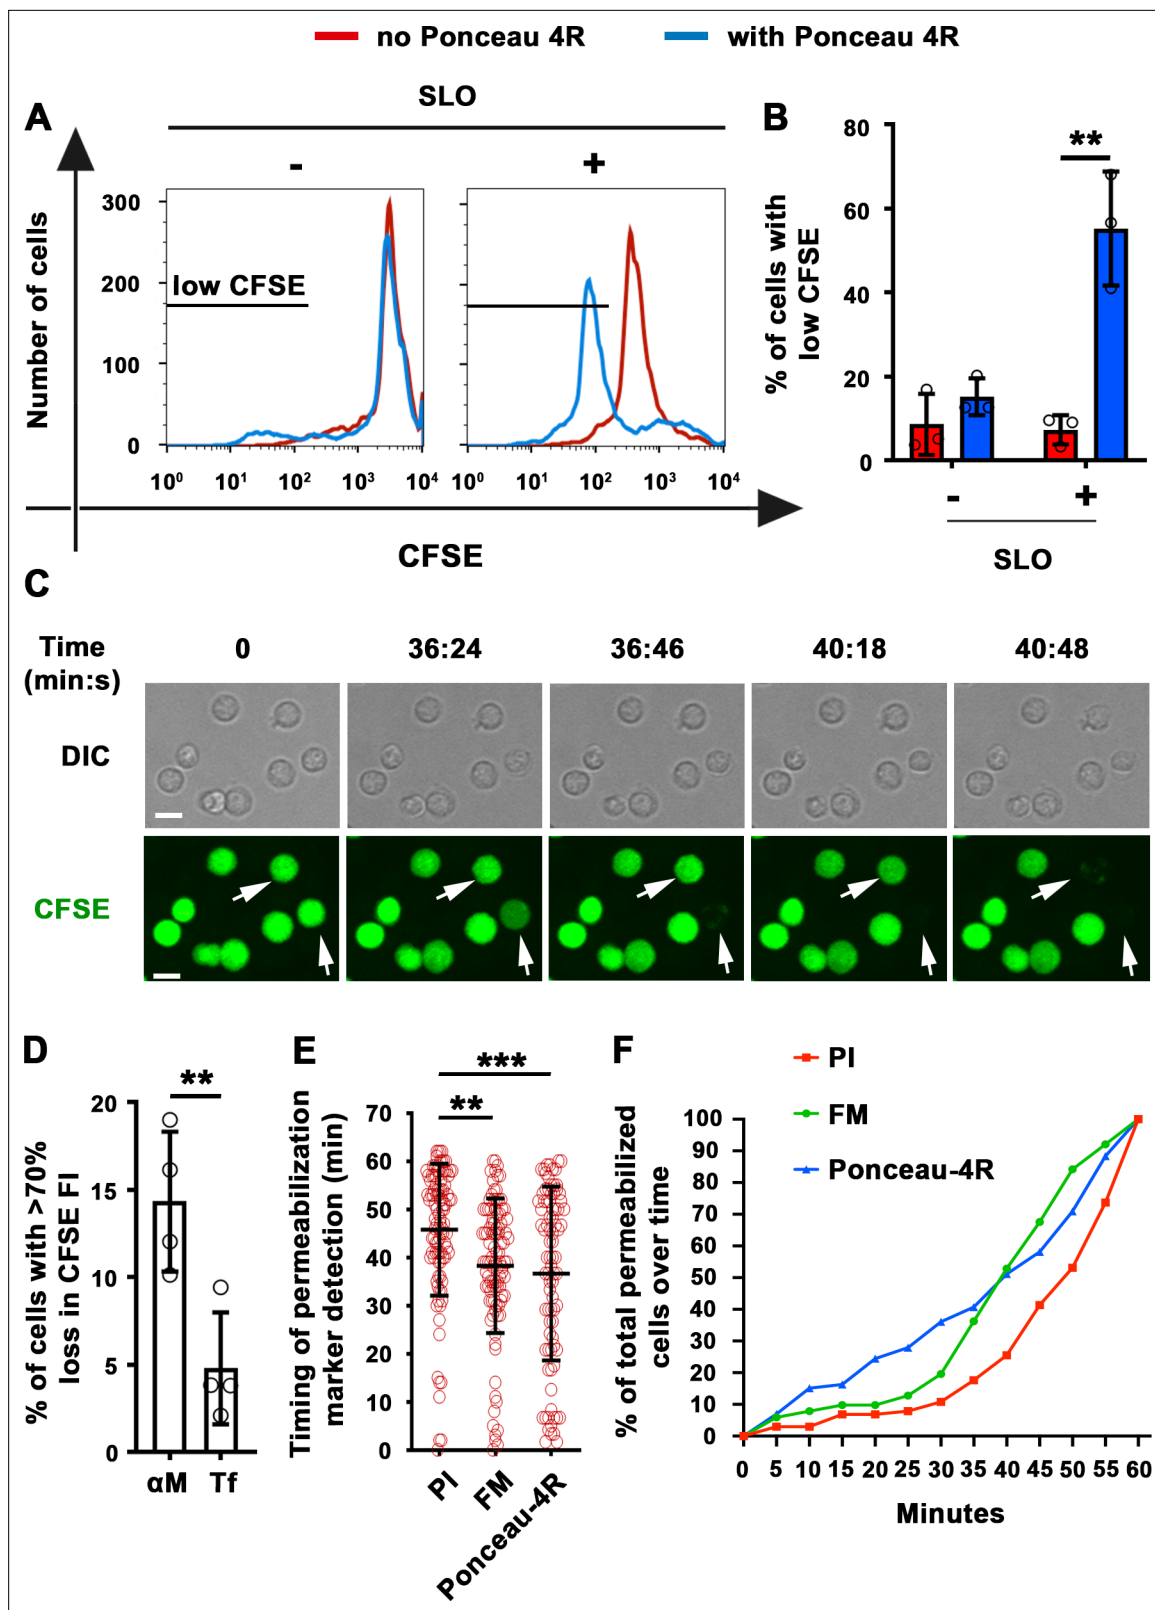 no Ponceau 4R
with Ponceau 4R
A
SLO
- +
Number of cells
300
200
100
0
low CFSE
10⁰ 10¹ 10² 10³ 10⁴
10⁰ 10¹ 10² 10³ 10⁴
CFSE
B
% of cells with
low CFSE
80
60
40
20
0
**
- +
SLO
C
Time
(min:s)
0 36:24 36:46 40:18 40:48
DIC
CFSE
D
% of cells with >70%
loss in CFSE FI
20
15
10
5
0
**
αM Tf
E
Timing of permeabilization
marker detection (min)
70
60
50
40
30
20
10
0
***
**
PI
FM
Ponceau-4R
F
PI
FM
Ponceau-4R
% of total permeabilized
cells over time
100
90
80
70
60
50
40
30
20
10
0
0 5 10 15 20 25 30 35 40 45 50 55 60
Minutes